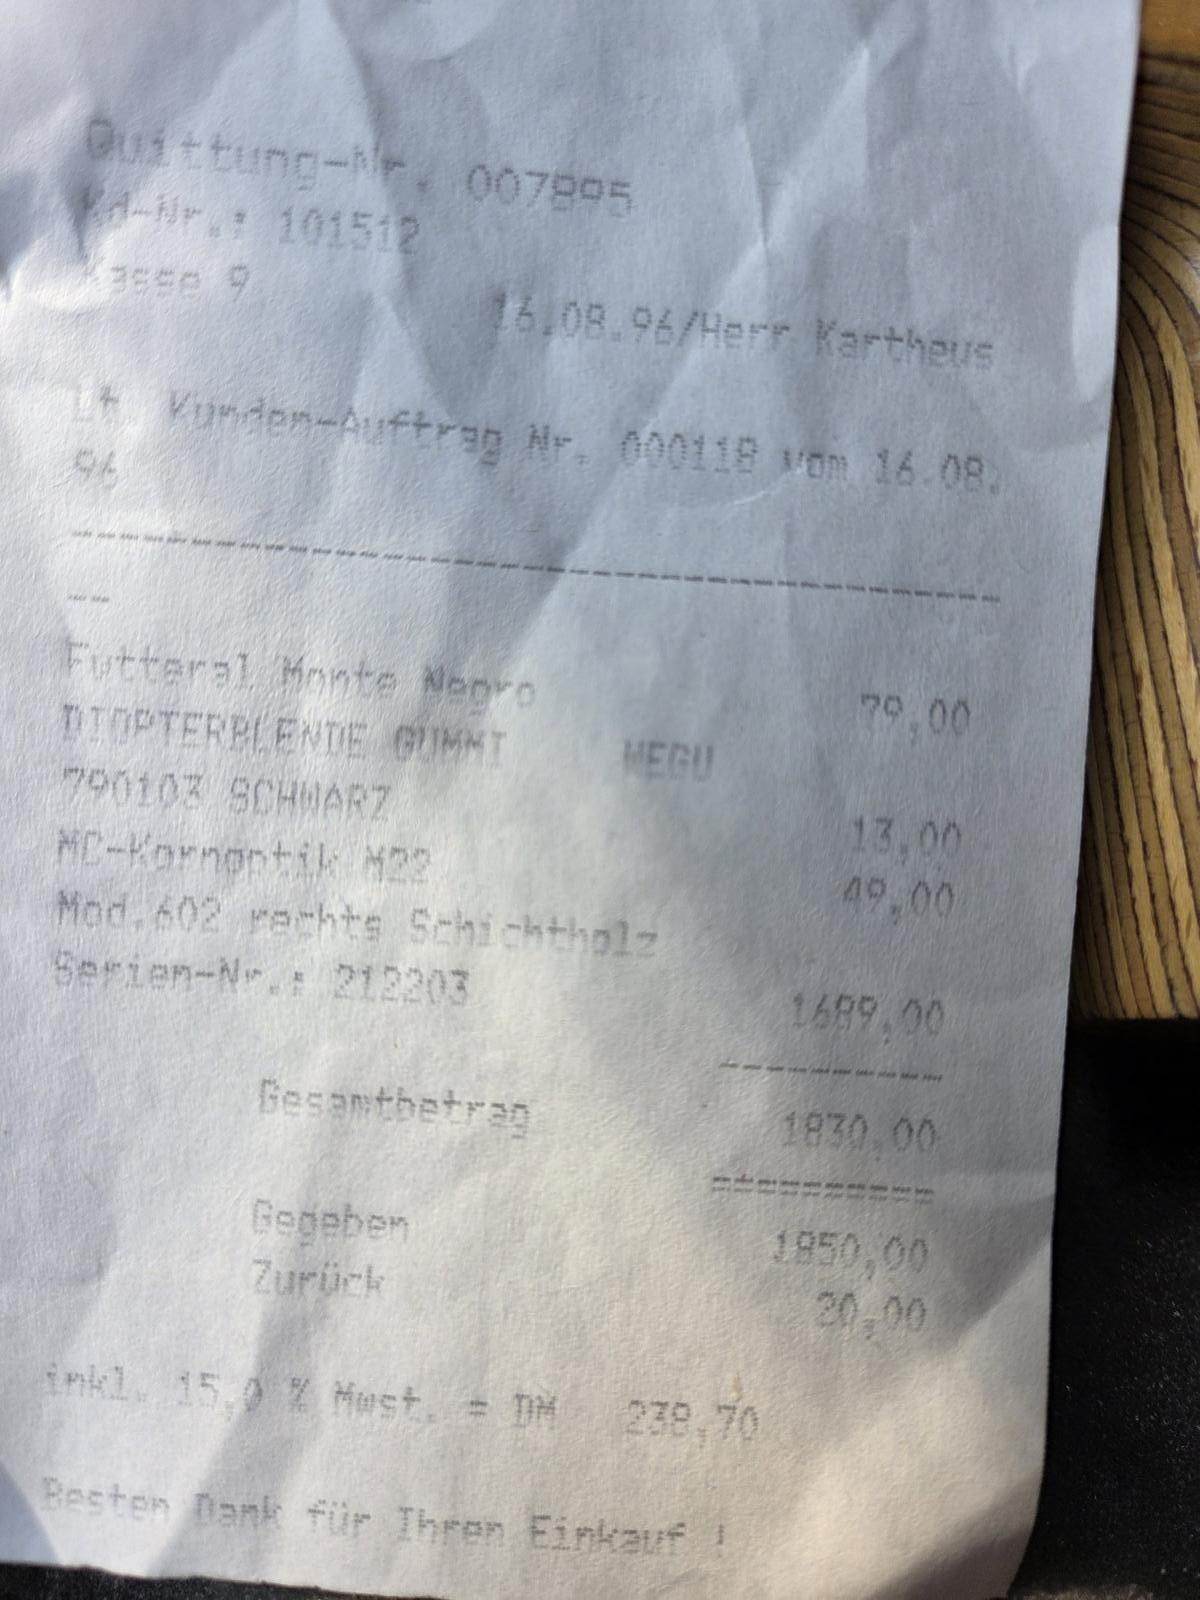 Quittung-Nr. 007895
Kd-Nr.: 101512
Kasse 9
16.08.96/Herr Kartheus
Lt. Kunden-Auftrag Nr. 000118 vom 16.08.
96
------------------------------------------------
--
Futteral Monte Negro 79,00
DIOPTERBLENDE GUMMI MEGU
790103 SCHWARZ 13,00
MC-Kornoptik M22 49,00
Mod.602 rechts Schichtholz
Serien-Nr.: 212203 1689,00
------------
Gesamtbetrag 1830,00
============
Gegeben 1850,00
Zurück 20,00
inkl. 15,0 % Mwst. = DM 238,70
Besten Dank für Ihren Einkauf !